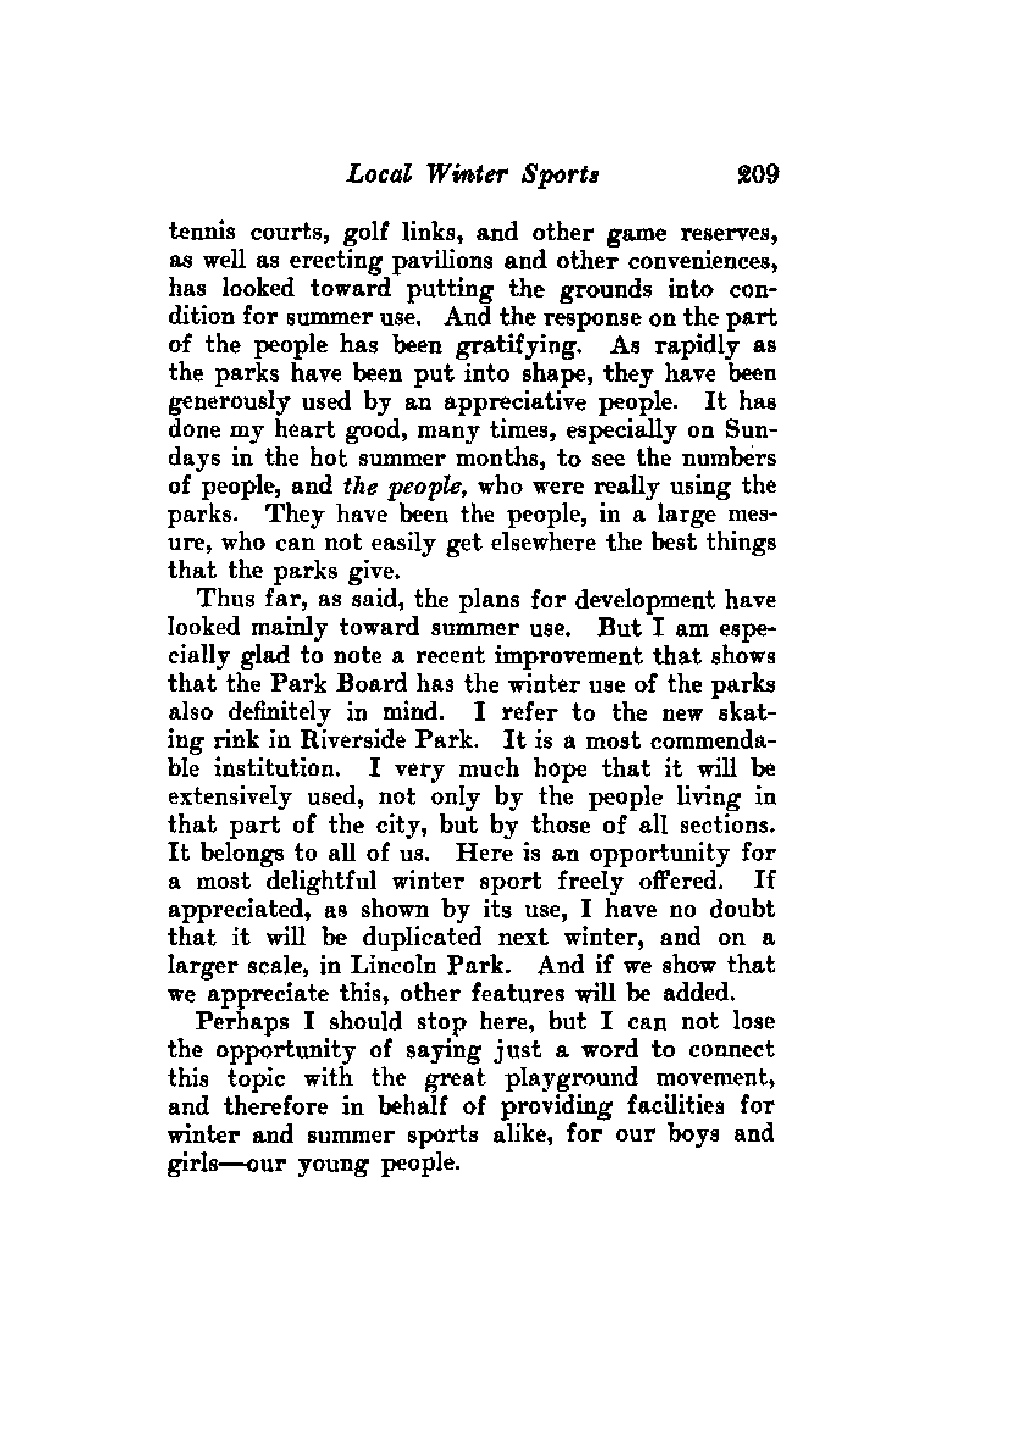 Local Winter Sports 209
tennis courts, golf links, and other game reserves,
as well as erecting pavilions and other conveniences,
has looked toward putting the grounds into con-
dition for summer use. And the response on the part
of the people has been gratifying. As rapidly as
the parks have been put into shape, they have been
generously used by an appreciative people. It has
done my heart good, many times, especially on Sun-
days in the hot summer months, to see the numbers
of people, and the people, who were really using the
parks. They have been the people, in a large mes-
ure, who can not easily get elsewhere the best things
that the parks give.
Thus far, as said, the plans for development have
looked mainly toward summer use. But I am espe-
cially glad to note a recent improvement that shows
that the Park Board has the winter use of the parks
also definitely in mind. I refer to the new skat-
ing rink in Riverside Park. It is a most commenda-
ble institution. I very much hope that it will be
extensively used, not only by the people living in
that part of the city, but by those of all sections.
It belongs to all of us. Here is an opportunity for
a most delightful winter sport freely offered. If
appreciated, as shown by its use, I have no doubt
that it will be duplicated next winter, and on a
larger scale, in Lincoln Park. And if we show that
we appreciate this, other features will be added.
Perhaps I should stop here, but I can not lose
the opportunity of saying just a word to connect
this topic with the great playground movement,
and therefore in behalf of providing facilities for
winter and summer sports alike, for our boys and
girls—our young people.